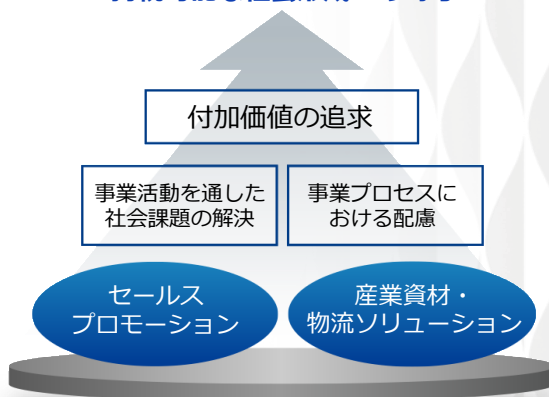 付加価値の追求
事業活動を通した
社会課題の解決
事業プロセスに
おける配慮
セールス
プロモーション
産業資材・
物流ソリューション